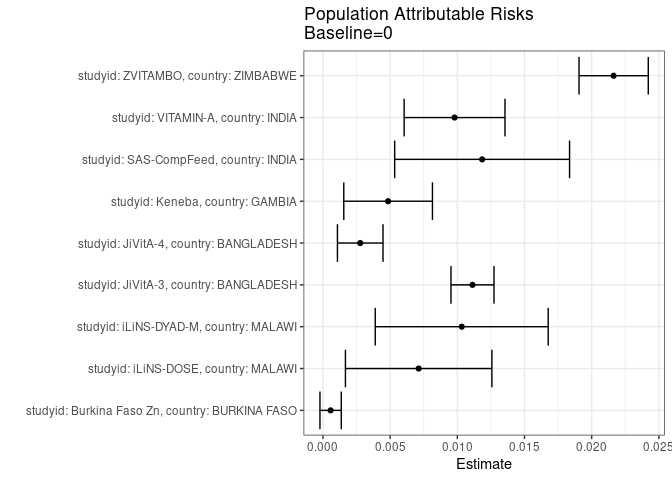 Population Attributable Risks
Baseline=0
studyid: ZVITAMBO, country: ZIMBABWE
studyid: VITAMIN-A, country: INDIA
studyid: SAS-CompFeed, country: INDIA
studyid: Keneba, country: GAMBIA
studyid: JiVitA-4, country: BANGLADESH
studyid: JiVitA-3, country: BANGLADESH
studyid: iLiNS-DYAD-M, country: MALAWI
studyid: iLiNS-DOSE, country: MALAWI
studyid: Burkina Faso Zn, country: BURKINA FASO
0.000 0.005 0.010 0.015 0.020 0.025
Estimate